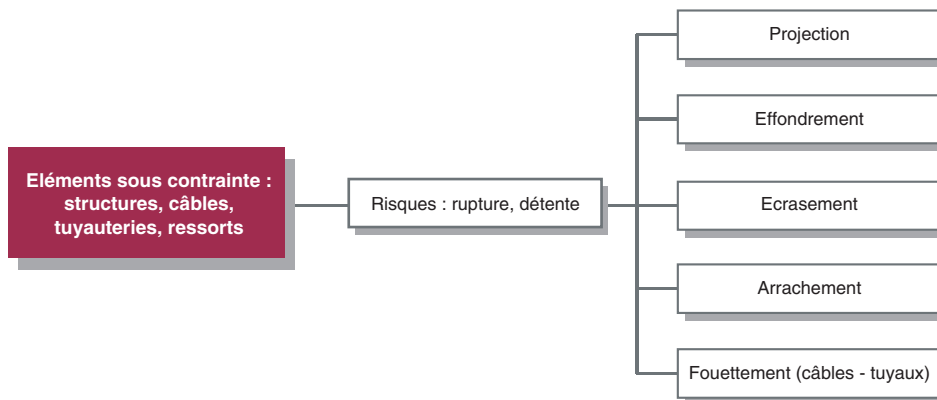 Eléments sous contrainte :
structures, câbles,
tuyauteries, ressorts
Risques : rupture, détente
Projection
Effondrement
Ecrasement
Arrachement
Fouettement (câbles - tuyaux)